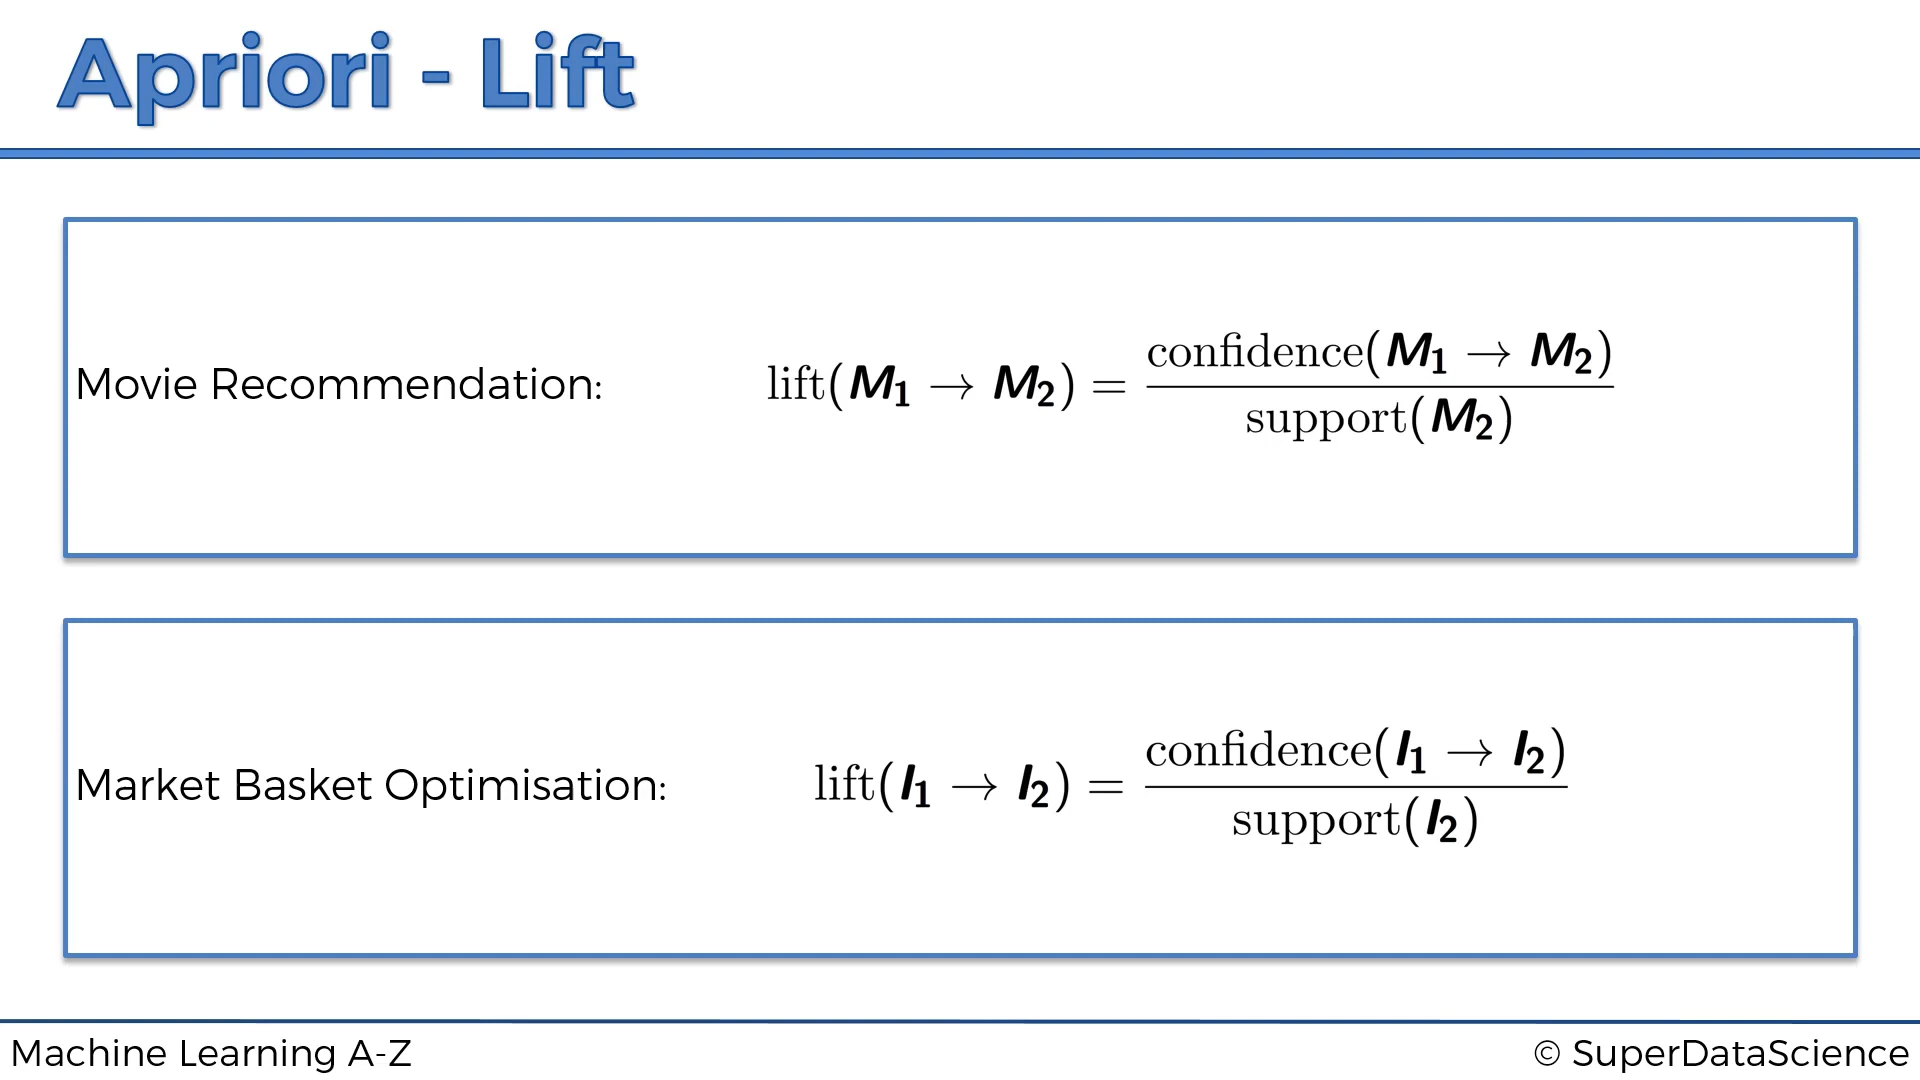 Apriori - Lift
Movie Recommendation: lift(M₁ → M₂) = confidence(M₁ → M₂) / support(M₂)
Market Basket Optimisation: lift(I₁ → I₂) = confidence(I₁ → I₂) / support(I₂)
Machine Learning A-Z © SuperDataScience